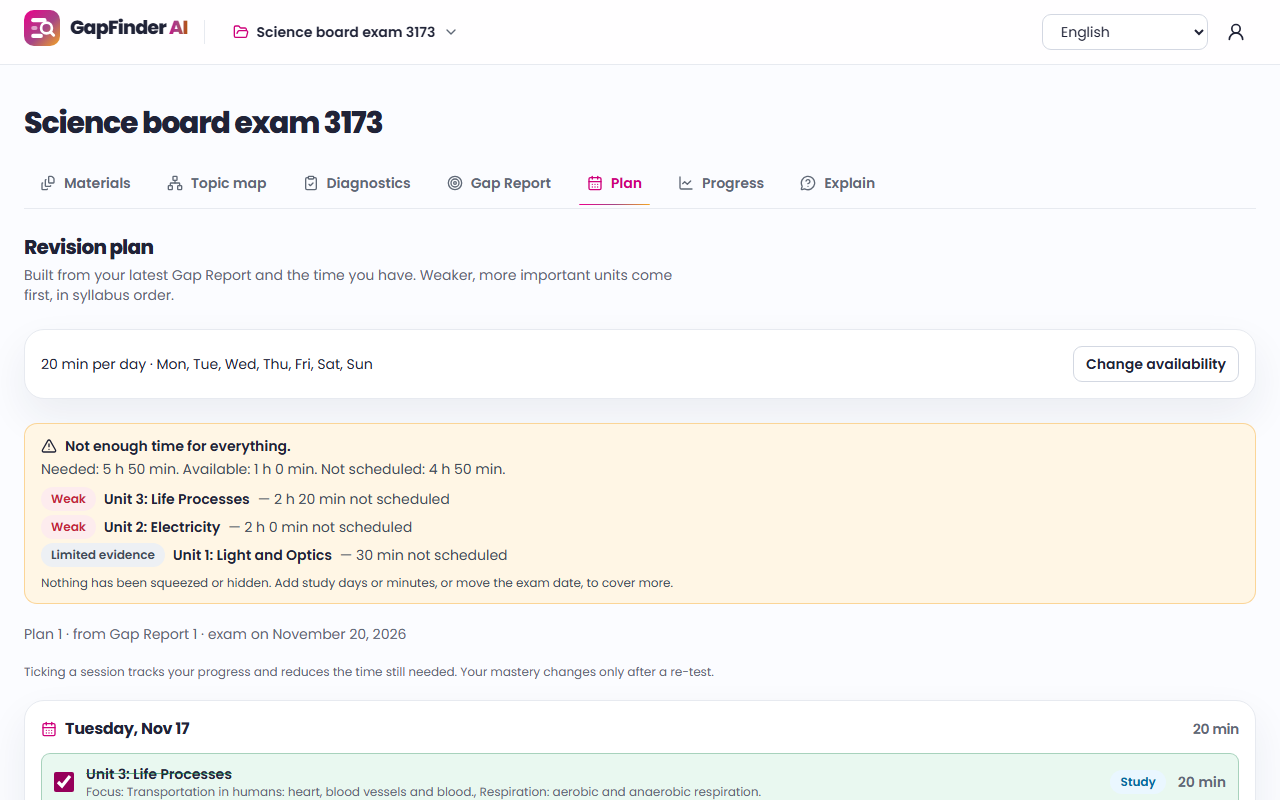 GapFinder AI
Science board exam 3173
English
Science board exam 3173
Materials
Topic map
Diagnostics
Gap Report
Plan
Progress
Explain
Revision plan
Built from your latest Gap Report and the time you have. Weaker, more important units come
first, in syllabus order.
20 min per day · Mon, Tue, Wed, Thu, Fri, Sat, Sun
Change availability
Not enough time for everything.
Needed: 5 h 50 min. Available: 1 h 0 min. Not scheduled: 4 h 50 min.
Weak Unit 3: Life Processes — 2 h 20 min not scheduled
Weak Unit 2: Electricity — 2 h 0 min not scheduled
Limited evidence Unit 1: Light and Optics — 30 min not scheduled
Nothing has been squeezed or hidden. Add study days or minutes, or move the exam date, to cover more.
Plan 1 · from Gap Report 1 · exam on November 20, 2026
Ticking a session tracks your progress and reduces the time still needed. Your mastery changes only after a re-test.
Tuesday, Nov 17
20 min
Unit 3: Life Processes
Focus: Transportation in humans: heart, blood vessels and blood., Respiration: aerobic and anaerobic respiration.
Study
20 min